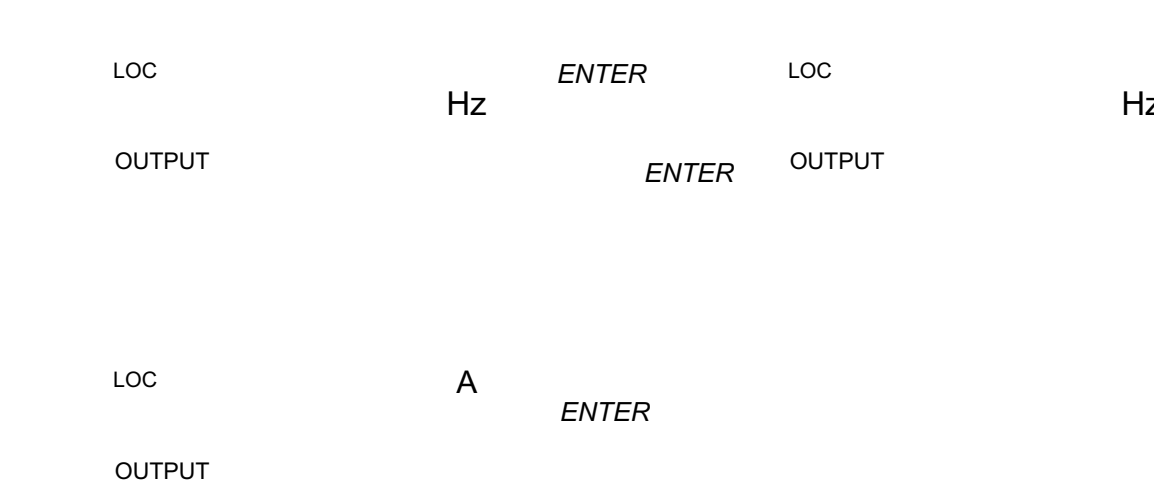 LOC ENTER LOC
Hz Hz
OUTPUT ENTER OUTPUT
LOC A
ENTER
OUTPUT